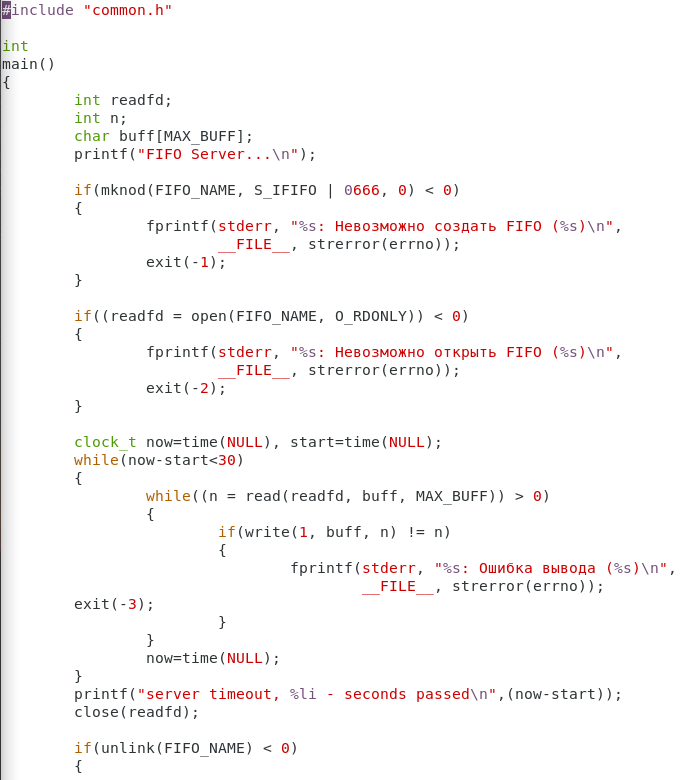 #include "common.h"

int
main()
{
        int readfd;
        int n;
        char buff[MAX_BUFF];
        printf("FIFO Server...\n");

        if(mknod(FIFO_NAME, S_IFIFO | 0666, 0) < 0)
        {
                fprintf(stderr, "%s: Невозможно создать FIFO (%s)\n",
                        __FILE__, strerror(errno));
                exit(-1);
        }

        if((readfd = open(FIFO_NAME, O_RDONLY)) < 0)
        {
                fprintf(stderr, "%s: Невозможно открыть FIFO (%s)\n",
                        __FILE__, strerror(errno));
                exit(-2);
        }

        clock_t now=time(NULL), start=time(NULL);
        while(now-start<30)
        {
                while((n = read(readfd, buff, MAX_BUFF)) > 0)
                {
                        if(write(1, buff, n) != n)
                        {
                                fprintf(stderr, "%s: Ошибка вывода (%s)\n",
                                        __FILE__, strerror(errno));
        exit(-3);
                        }
                }
                now=time(NULL);
        }
        printf("server timeout, %li - seconds passed\n",(now-start));
        close(readfd);

        if(unlink(FIFO_NAME) < 0)
        {